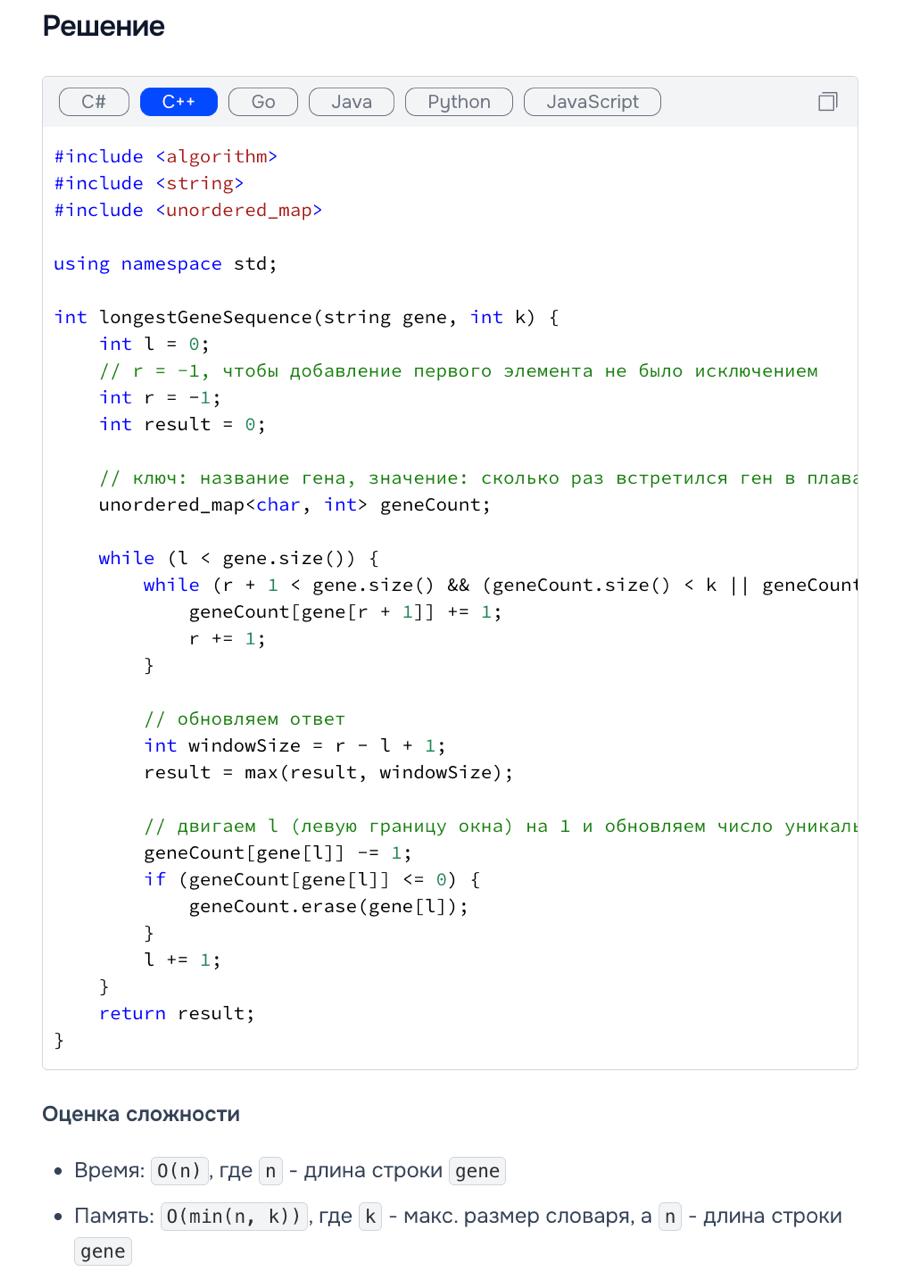 Решение
C# C++ Go Java Python JavaScript
#include <algorithm>
#include <string>
#include <unordered_map>
using namespace std;
int longestGeneSequence(string gene, int k) {
    int l = 0;
    // r = -1, чтобы добавление первого элемента не было исключением
    int r = -1;
    int result = 0;
    // ключ: название гена, значение: сколько раз встретился ген в плава
    unordered_map<char, int> geneCount;
    while (l < gene.size()) {
        while (r + 1 < gene.size() && (geneCount.size() < k || geneCount
            geneCount[gene[r + 1]] += 1;
            r += 1;
        }
        // обновляем ответ
        int windowSize = r - l + 1;
        result = max(result, windowSize);
        // двигаем l (левую границу окна) на 1 и обновляем число уникаль
        geneCount[gene[l]] -= 1;
        if (geneCount[gene[l]] <= 0) {
            geneCount.erase(gene[l]);
        }
        l += 1;
    }
    return result;
}
Оценка сложности
• Время: O(n), где n - длина строки gene
• Память: O(min(n, k)), где k - макс. размер словаря, а n - длина строки
gene